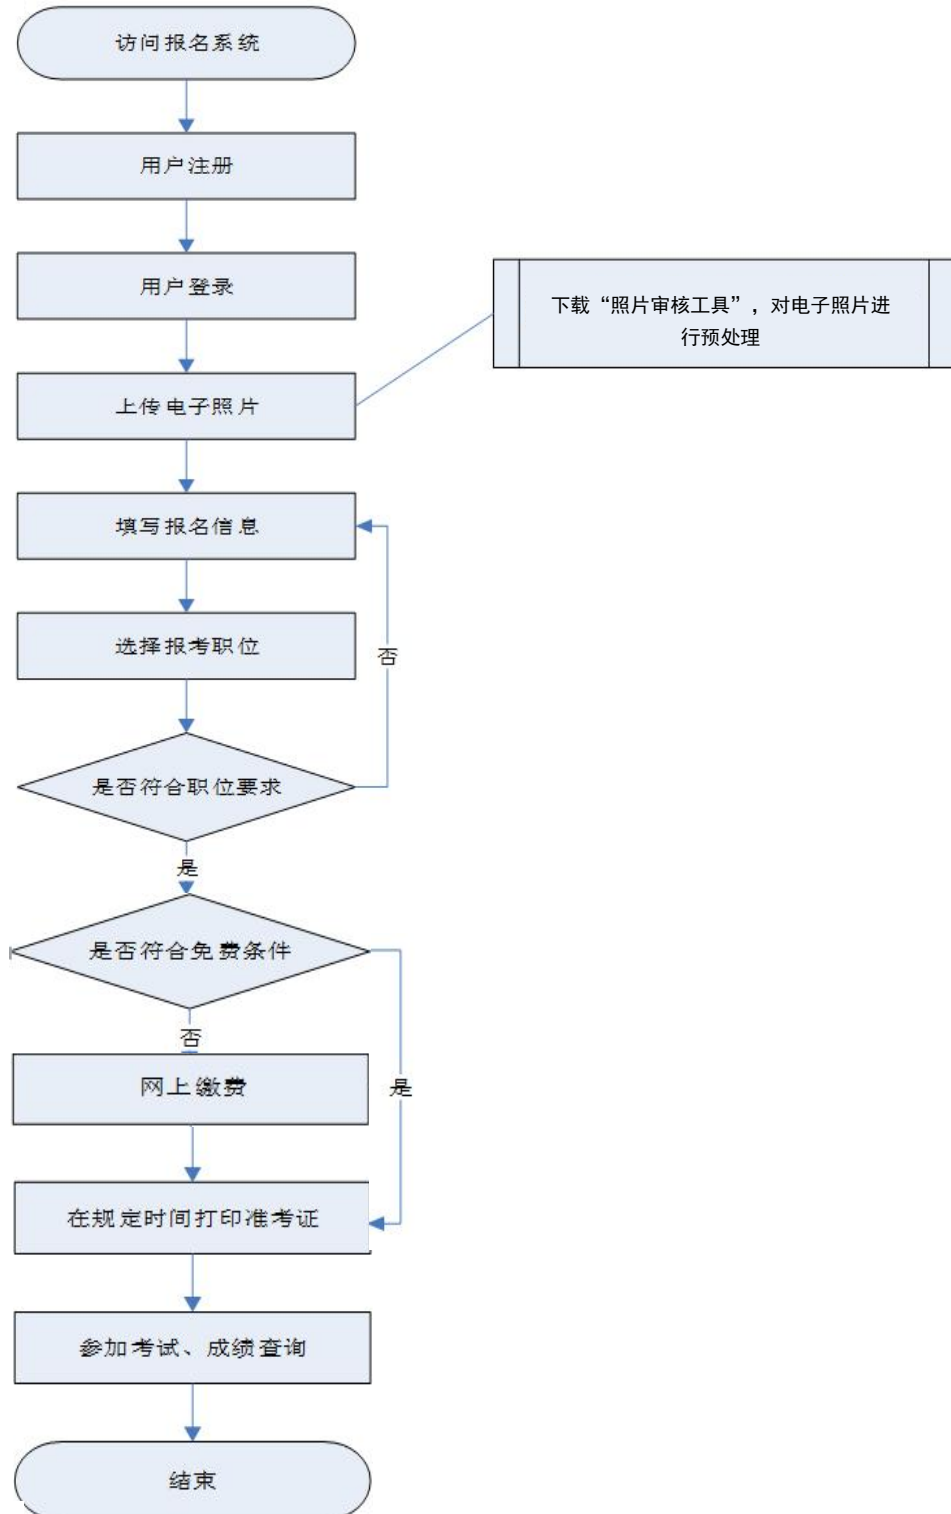 访问报名系统
用户注册
用户登录
下载“照片审核工具”，对电子照片进
行预处理
上传电子照片
填写报名信息
选择报考职位
否
是否符合职位要求
是
是否符合免费条件
否
网上缴费
是
在规定时间打印准考证
参加考试、成绩查询
结束